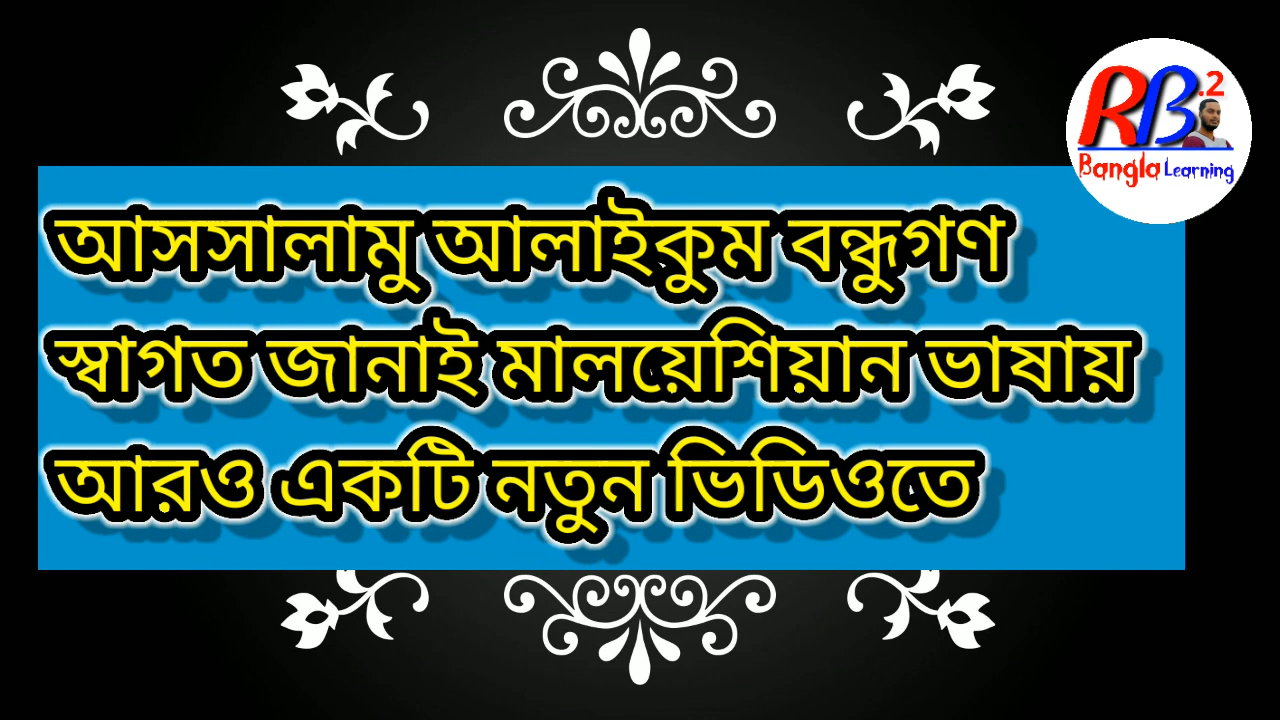 RB.2
Bangla Learning
আসসালামু আলাইকুম বন্ধুগণ
স্বাগত জানাই মালয়েশিয়ান ভাষায়
আরও একটি নতুন ভিডিওতে